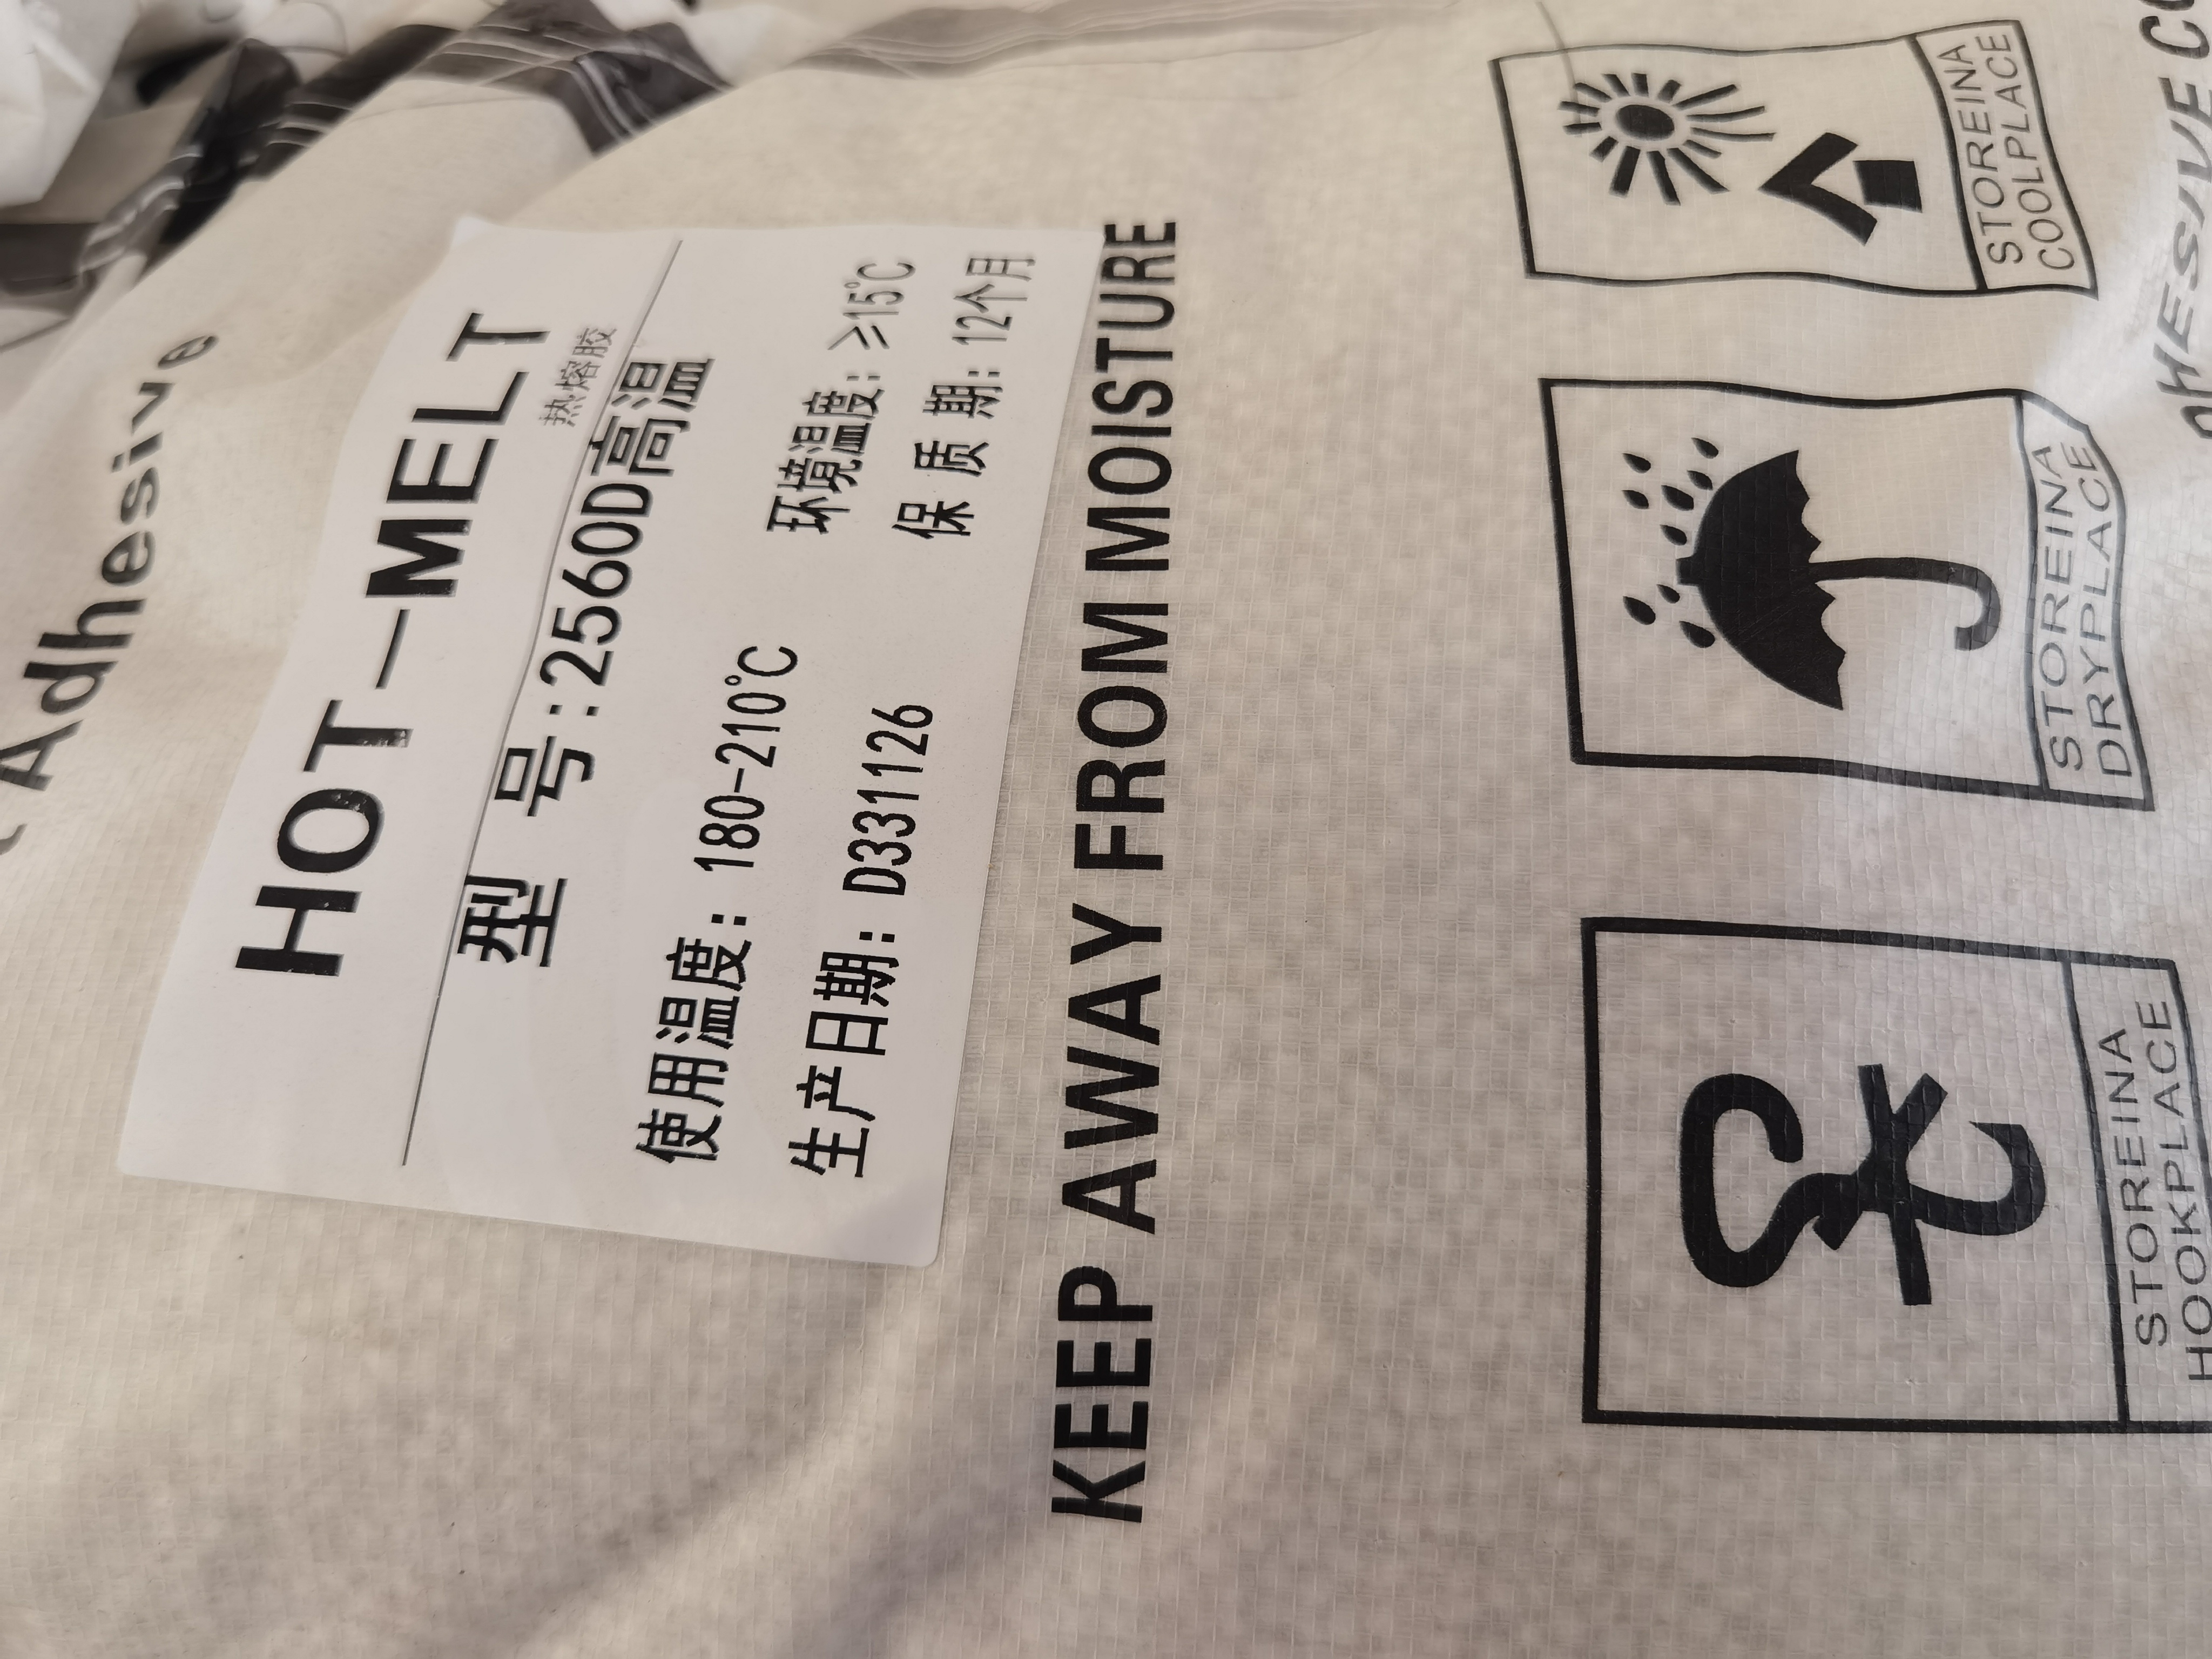 Adhesive
HOT—MELT
热熔胶
型 号:2560D高温
使用温度: 180-210℃
环境温度: ≥15℃
生产日期: D331126
保 质 期: 12个月
KEEP AWAY FROM MOISTURE
STOREINA
HOOKPLACE
STOREINA
DRYPLACE
STOREINA
COOLPLACE